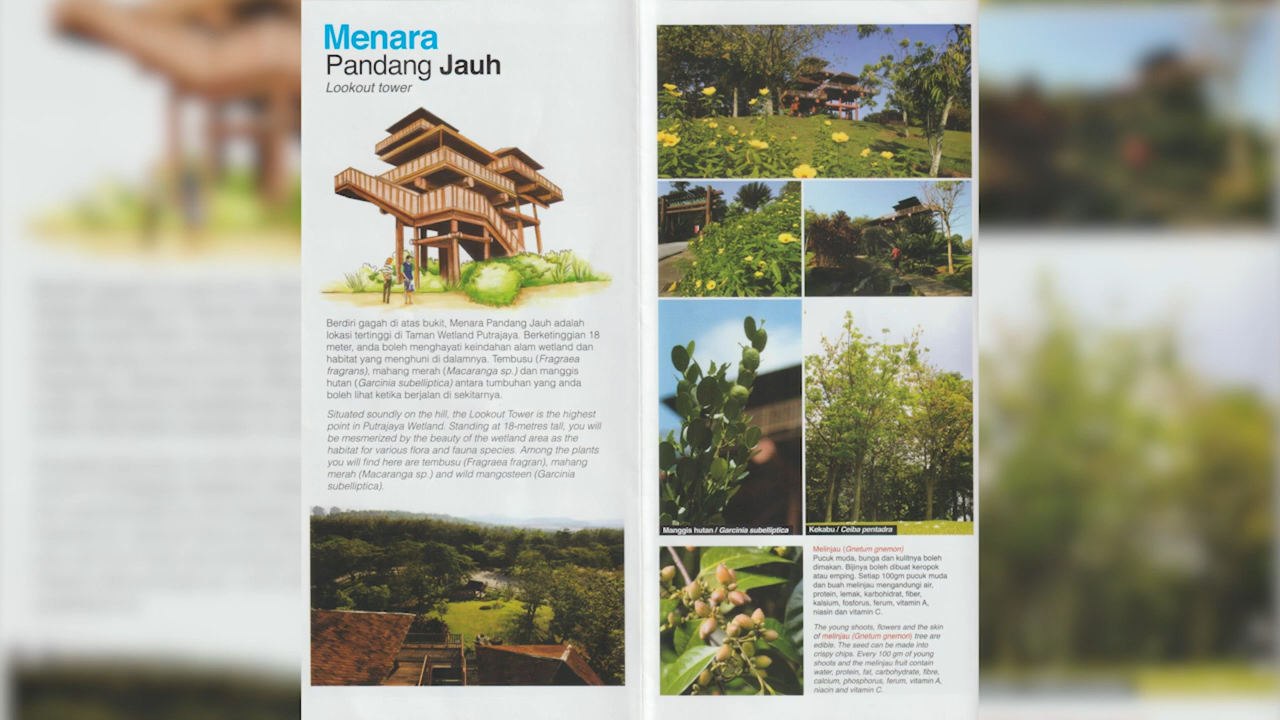 Menara
Pandang Jauh
Lookout tower
Berdiri gagah di atas bukit, Menara Pandang Jauh adalah
lokasi tertinggi di Taman Wetland Putrajaya. Berketinggian 18
meter, anda boleh menghayati keindahan alam wetland dan
habitat yang menghuni di dalamnya. Tembusu (Fragraea
fragrans), mahang merah (Macaranga sp.) dan manggis
hutan (Garcinia subelliptica) antara tumbuhan yang anda
boleh lihat ketika berjalan di sekitarnya.
Situated soundly on the hill, the Lookout Tower is the highest
point in Putrajaya Wetland. Standing at 18-metres tall, you will
be mesmerized by the beauty of the wetland area as the
habitat for various flora and fauna species. Among the plants
you will find here are tembusu (Fragraea fragran), mahang
merah (Macaranga sp.) and wild mangosteen (Garcinia
subelliptica).
Manggis hutan / Garcinia subelliptica
Kekabu / Ceiba pentadra
Melinjau (Gnetum gnemon)
Pucuk muda, bunga dan kulitnya boleh
dimakan. Bijinya boleh dibuat keropok
atau emping. Setiap 100gm pucuk muda
dan buah melinjau mengandungi air,
protein, lemak, karbohidrat, fiber,
kalsium, fosforus, ferum, vitamin A,
niasin dan vitamin C.
The young shoots, flowers and the skin
of melinjau (Gnetum gnemon) tree are
edible. The seed can be made into
crispy chips. Every 100 gm of young
shoots and the melinjau fruit contain
water, protein, fat, carbohydrate, fibre,
calcium, phosphorus, ferum, vitamin A,
niacin and vitamin C.